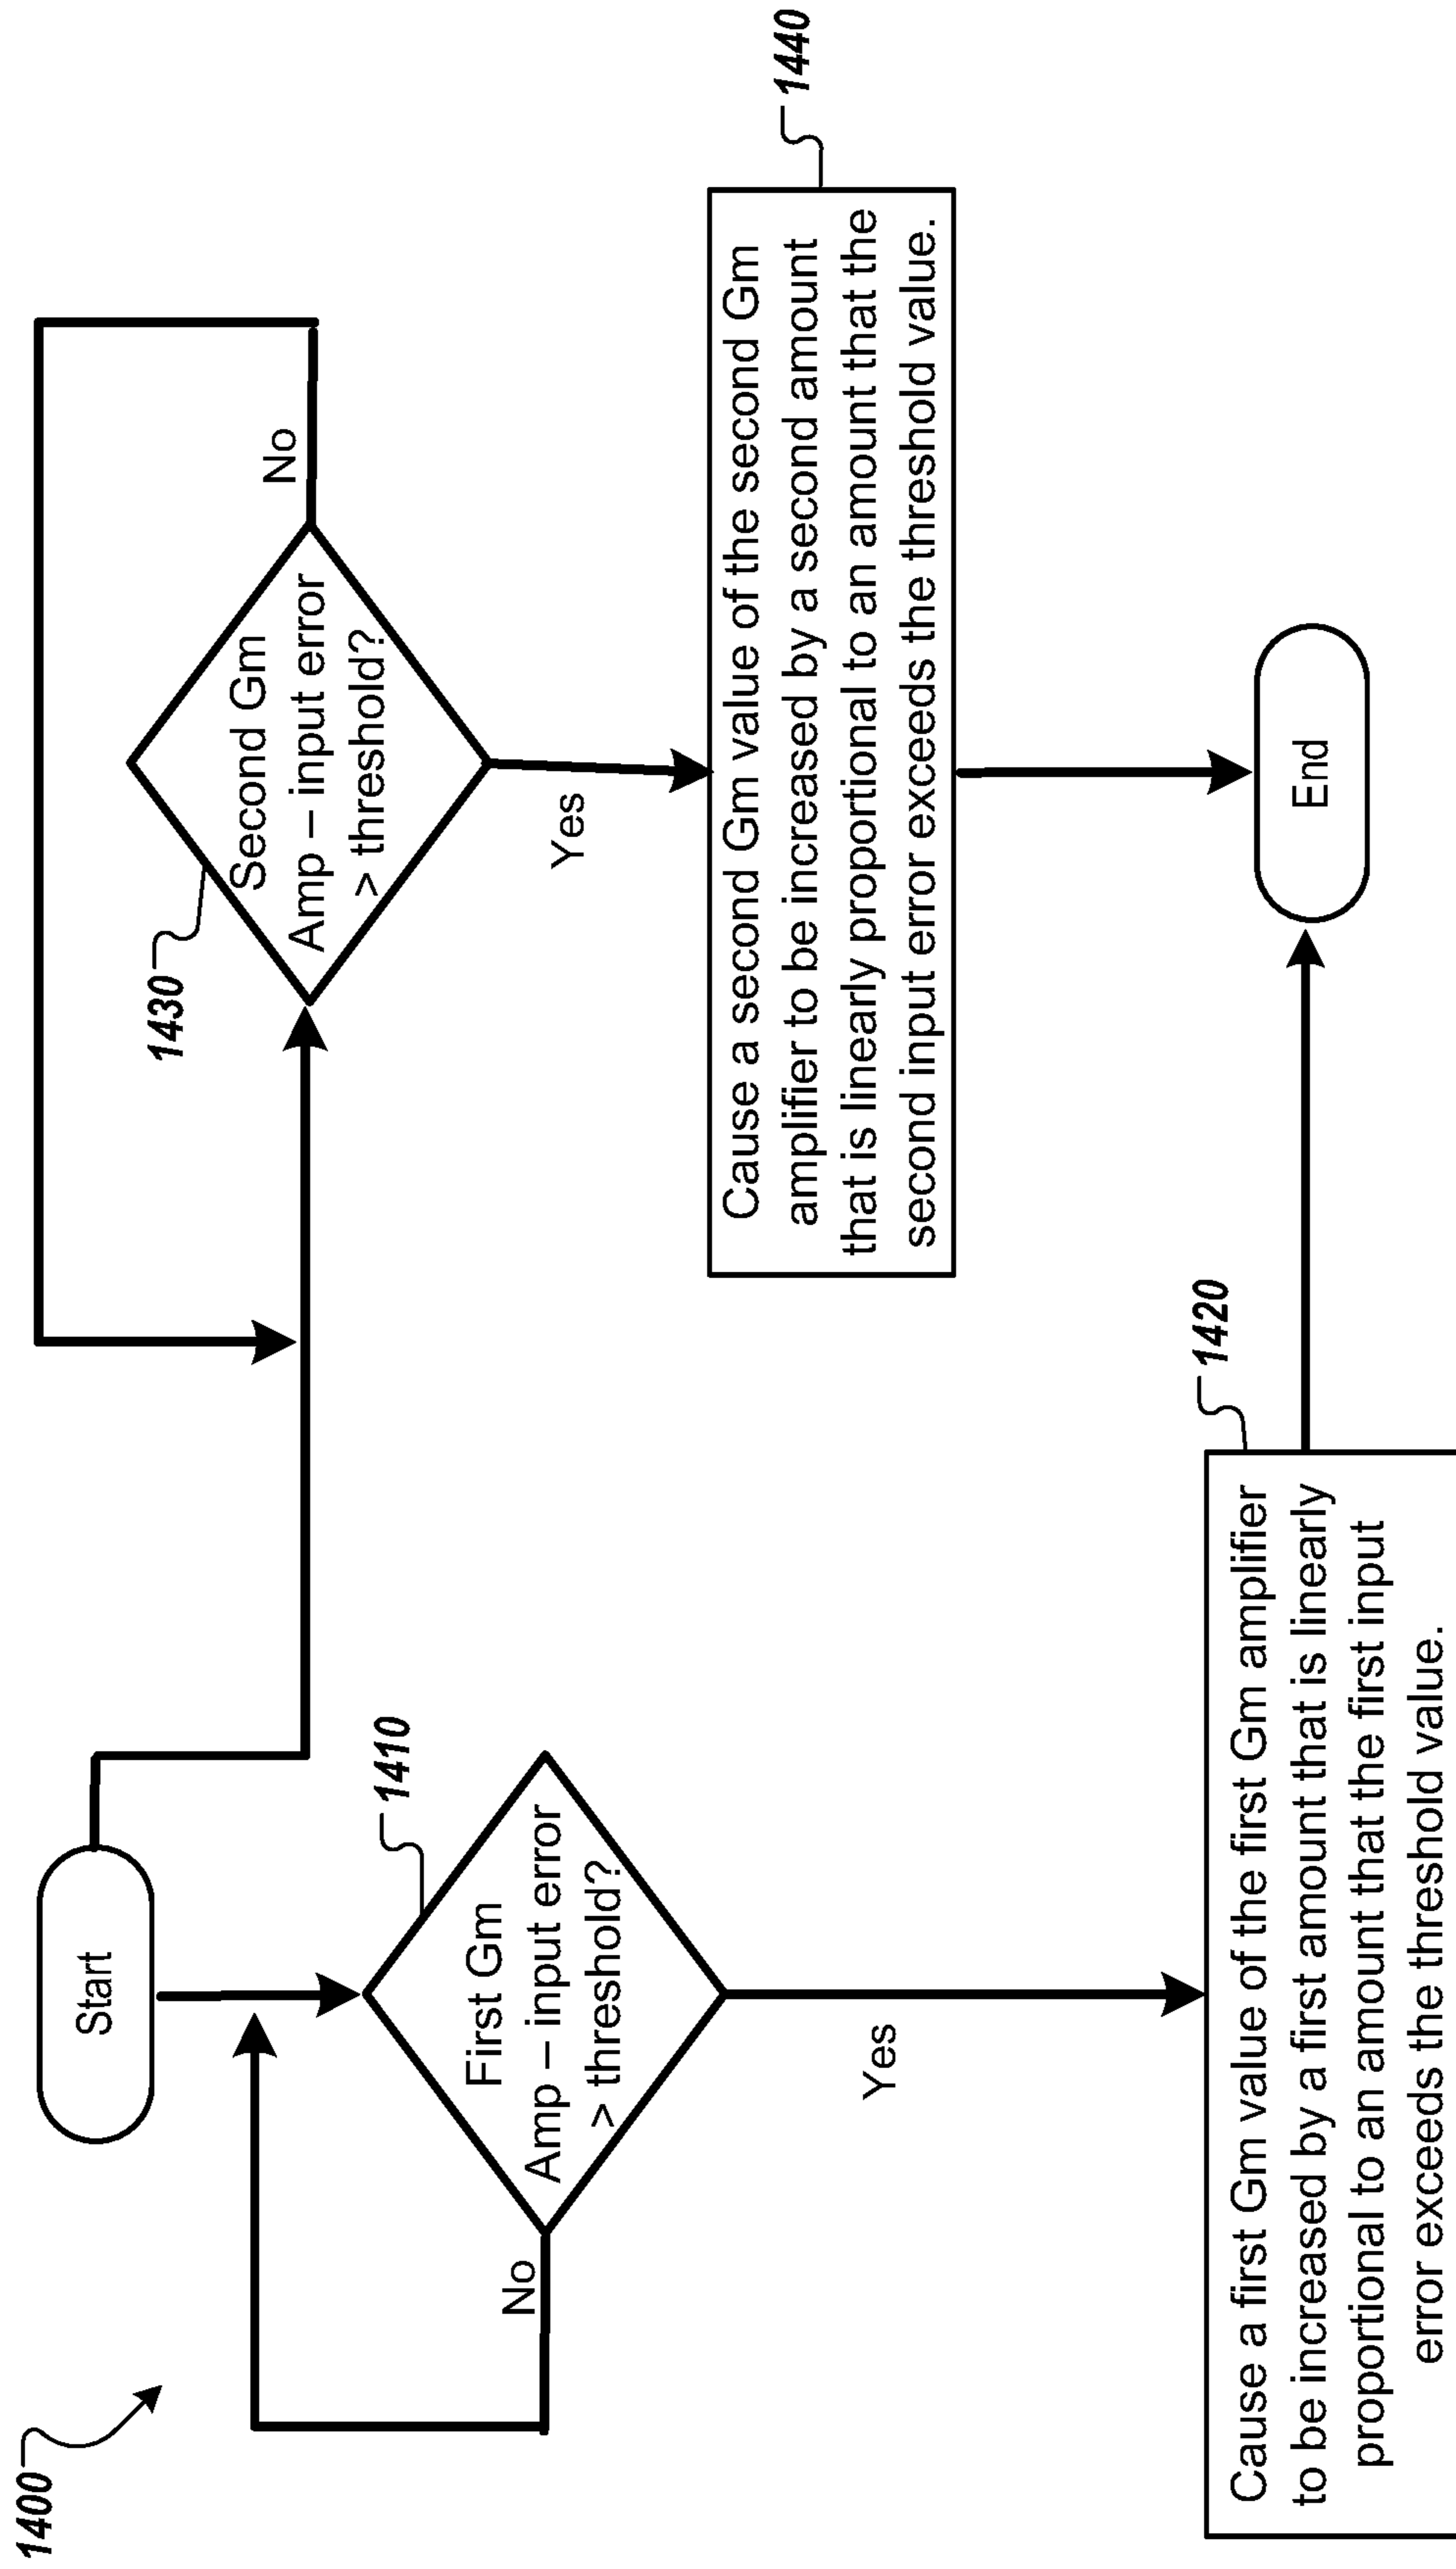 1400
Start
1410
First Gm
Amp – input error
> threshold?
No
Yes
1420
Cause a first Gm value of the first Gm amplifier
to be increased by a first amount that is linearly
proportional to an amount that the first input
error exceeds the threshold value.
1430
Second Gm
Amp – input error
> threshold?
No
Yes
1440
Cause a second Gm value of the second Gm
amplifier to be increased by a second amount
that is linearly proportional to an amount that the
second input error exceeds the threshold value.
End